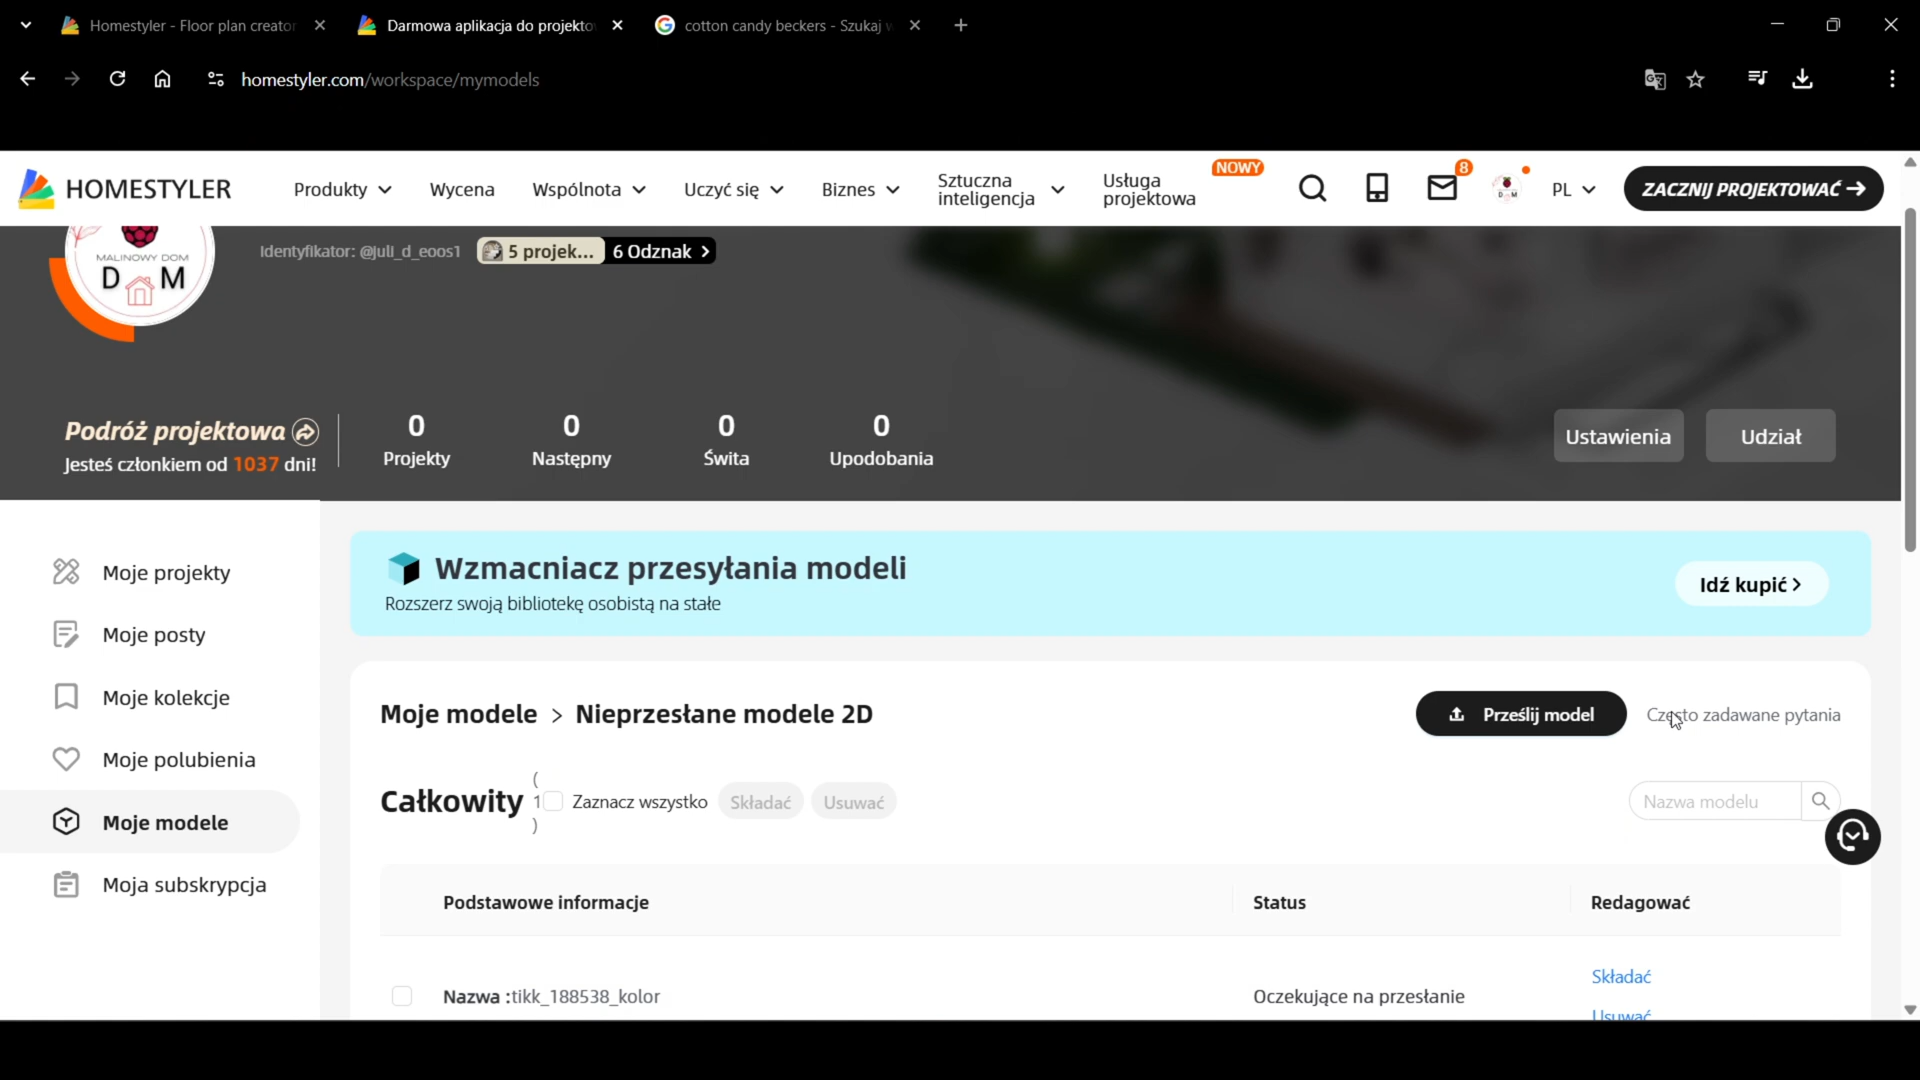 Homestyler - Floor plan creator
Darmowa aplikacja do projekto
cotton candy beckers - Szukaj w
homestyler.com/workspace/mymodels
HOMESTYLER
Produkty
Wycena
Wspólnota
Uczyć się
Biznes
Sztuczna
inteligencja
Usługa
projektowa
NOWY
8
PL
ZACZNIJ PROJEKTOWAĆ
MALINOWY DOM
D M
Identyfikator: @juli_d_eoos1
5 projek...
6 Odznak
Podróż projektowa
Jesteś członkiem od 1037 dni!
0
Projekty
0
Następny
0
Świta
0
Upodobania
Ustawienia
Udział
Moje projekty
Moje posty
Moje kolekcje
Moje polubienia
Moje modele
Moja subskrypcja
Wzmacniacz przesyłania modeli
Rozszerz swoją bibliotekę osobistą na stałe
Idź kupić >
Moje modele > Nieprzesłane modele 2D
Prześlij model
Często zadawane pytania
Całkowity
(
1
)
Zaznacz wszystko
Składać
Usuwać
Nazwa modelu
Podstawowe informacje
Status
Redagować
Nazwa :tikk_188538_kolor
Oczekujące na przesłanie
Składać
Usuwać